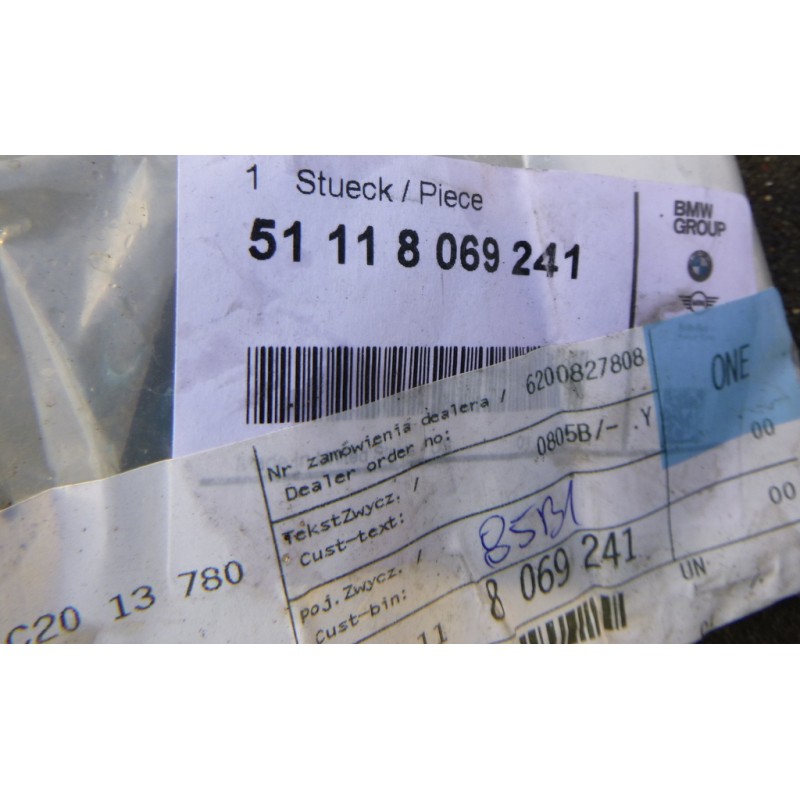 1 Stueck / Piece
51 11 8 069 241
BMW
GROUP
ONE
Nr zamówienia dealera / 6200827808
Dealer order no:
0805B/- .Y
00
TekstZwycz. /
Cust-text:
85B1
00
poj.Zwycz. /
Cust-bin:
C20 13 780
11 8 069 241
UN